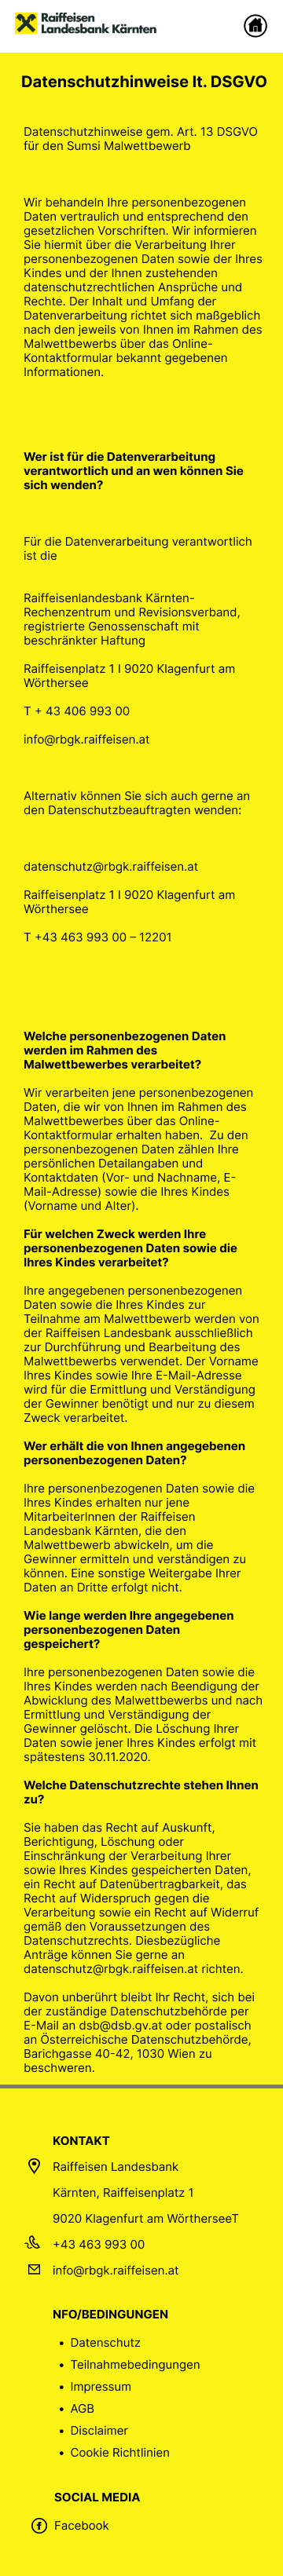 Raiffeisen
Landesbank Kärnten
Datenschutzhinweise lt. DSGVO
Datenschutzhinweise gem. Art. 13 DSGVO
für den Sumsi Malwettbewerb
Wir behandeln Ihre personenbezogenen
Daten vertraulich und entsprechend den
gesetzlichen Vorschriften. Wir informieren
Sie hiermit über die Verarbeitung Ihrer
personenbezogenen Daten sowie der Ihres
Kindes und der Ihnen zustehenden
datenschutzrechtlichen Ansprüche und
Rechte. Der Inhalt und Umfang der
Datenverarbeitung richtet sich maßgeblich
nach den jeweils von Ihnen im Rahmen des
Malwettbewerbs über das Online-
Kontaktformular bekannt gegebenen
Informationen.
Wer ist für die Datenverarbeitung
verantwortlich und an wen können Sie
sich wenden?
Für die Datenverarbeitung verantwortlich
ist die
Raiffeisenlandesbank Kärnten-
Rechenzentrum und Revisionsverband,
registrierte Genossenschaft mit
beschränkter Haftung
Raiffeisenplatz 1 I 9020 Klagenfurt am
Wörthersee
T + 43 406 993 00
info@rbgk.raiffeisen.at
Alternativ können Sie sich auch gerne an
den Datenschutzbeauftragten wenden:
datenschutz@rbgk.raiffeisen.at
Raiffeisenplatz 1 I 9020 Klagenfurt am
Wörthersee
T +43 463 993 00 – 12201
Welche personenbezogenen Daten
werden im Rahmen des
Malwettbewerbes verarbeitet?
Wir verarbeiten jene personenbezogenen
Daten, die wir von Ihnen im Rahmen des
Malwettbewerbes über das Online-
Kontaktformular erhalten haben.  Zu den
personenbezogenen Daten zählen Ihre
persönlichen Detailangaben und
Kontaktdaten (Vor- und Nachname, E-
Mail-Adresse) sowie die Ihres Kindes
(Vorname und Alter).
Für welchen Zweck werden Ihre
personenbezogenen Daten sowie die
Ihres Kindes verarbeitet?
Ihre angegebenen personenbezogenen
Daten sowie die Ihres Kindes zur
Teilnahme am Malwettbewerb werden von
der Raiffeisen Landesbank ausschließlich
zur Durchführung und Bearbeitung des
Malwettbewerbs verwendet. Der Vorname
Ihres Kindes sowie Ihre E-Mail-Adresse
wird für die Ermittlung und Verständigung
der Gewinner benötigt und nur zu diesem
Zweck verarbeitet.
Wer erhält die von Ihnen angegebenen
personenbezogenen Daten?
Ihre personenbezogenen Daten sowie die
Ihres Kindes erhalten nur jene
MitarbeiterInnen der Raiffeisen
Landesbank Kärnten, die den
Malwettbewerb abwickeln, um die
Gewinner ermitteln und verständigen zu
können. Eine sonstige Weitergabe Ihrer
Daten an Dritte erfolgt nicht.
Wie lange werden Ihre angegebenen
personenbezogenen Daten
gespeichert?
Ihre personenbezogenen Daten sowie die
Ihres Kindes werden nach Beendigung der
Abwicklung des Malwettbewerbs und nach
Ermittlung und Verständigung der
Gewinner gelöscht. Die Löschung Ihrer
Daten sowie jener Ihres Kindes erfolgt mit
spätestens 30.11.2020.
Welche Datenschutzrechte stehen Ihnen
zu?
Sie haben das Recht auf Auskunft,
Berichtigung, Löschung oder
Einschränkung der Verarbeitung Ihrer
sowie Ihres Kindes gespeicherten Daten,
ein Recht auf Datenübertragbarkeit, das
Recht auf Widerspruch gegen die
Verarbeitung sowie ein Recht auf Widerruf
gemäß den Voraussetzungen des
Datenschutzrechts. Diesbezügliche
Anträge können Sie gerne an
datenschutz@rbgk.raiffeisen.at richten.
Davon unberührt bleibt Ihr Recht, sich bei
der zuständige Datenschutzbehörde per
E-Mail an dsb@dsb.gv.at oder postalisch
an Österreichische Datenschutzbehörde,
Barichgasse 40-42, 1030 Wien zu
beschweren.
KONTAKT
Raiffeisen Landesbank
Kärnten, Raiffeisenplatz 1
9020 Klagenfurt am WörtherseeT
+43 463 993 00
info@rbgk.raiffeisen.at
NFO/BEDINGUNGEN
• Datenschutz
• Teilnahmebedingungen
• Impressum
• AGB
• Disclaimer
• Cookie Richtlinien
SOCIAL MEDIA
Facebook